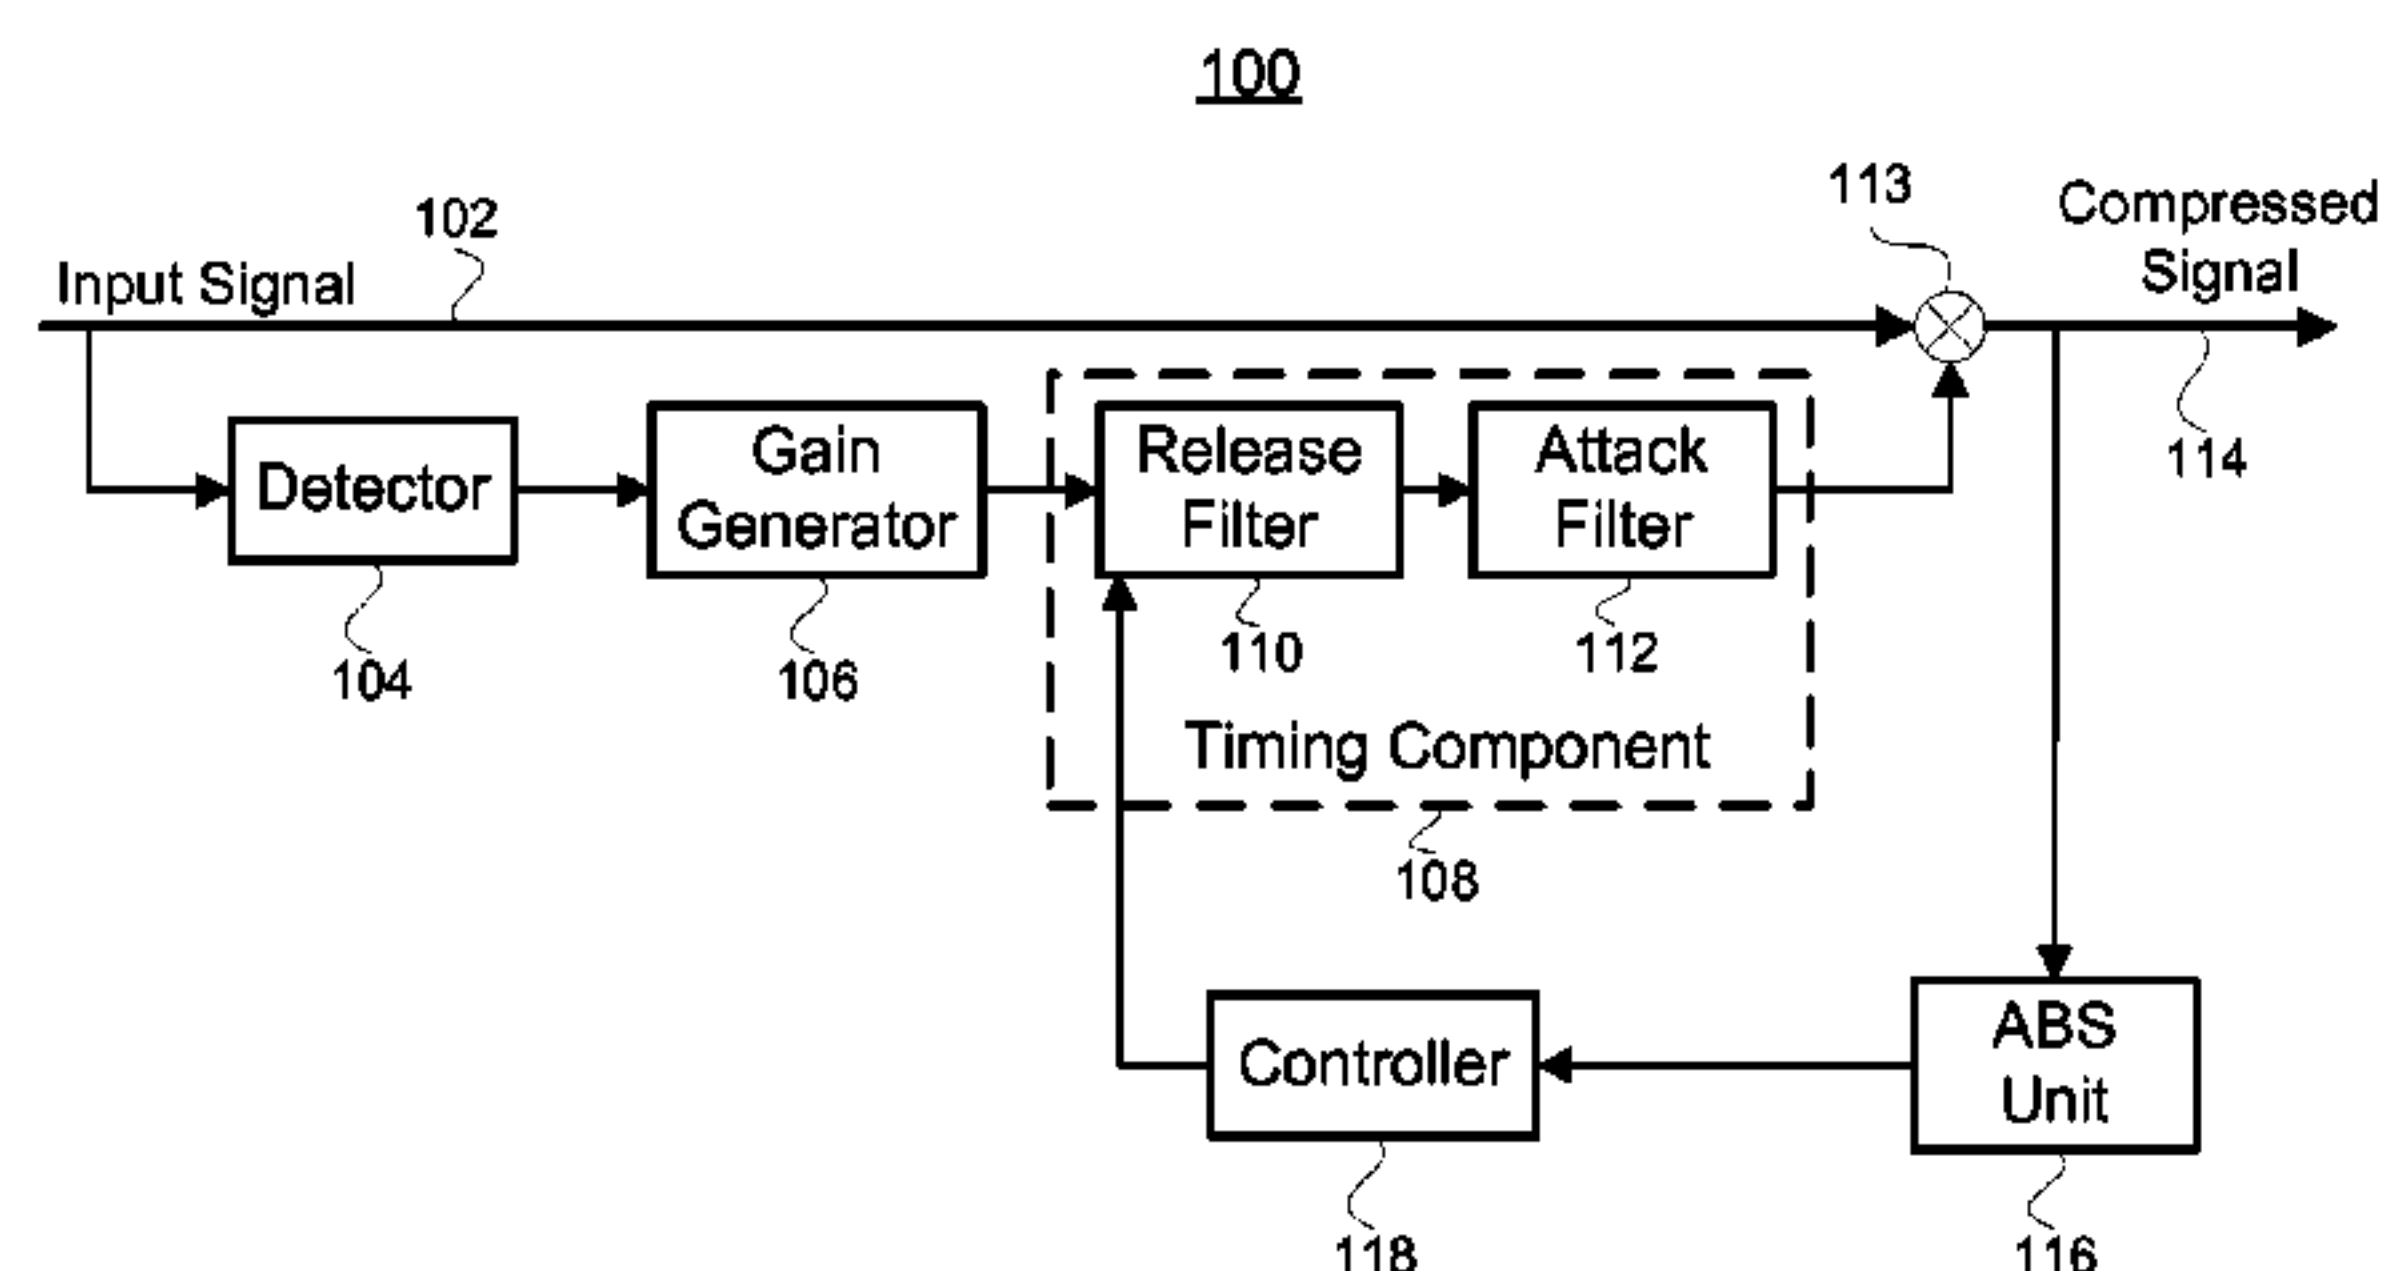 100
113
Compressed
Signal
102
Input Signal
114
Detector
Gain
Generator
Release
Filter
Attack
Filter
104
106
110
112
Timing Component
108
Controller
ABS
Unit
118
116